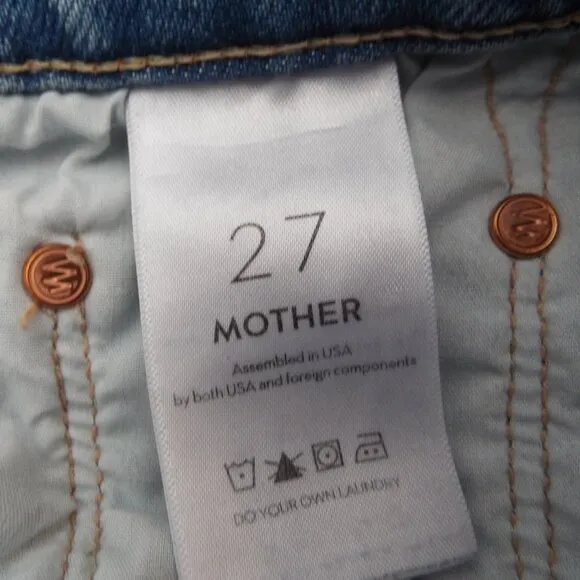 27
MOTHER
Assembled in USA
by both USA and foreign components
DO YOUR OWN LAUNDRY